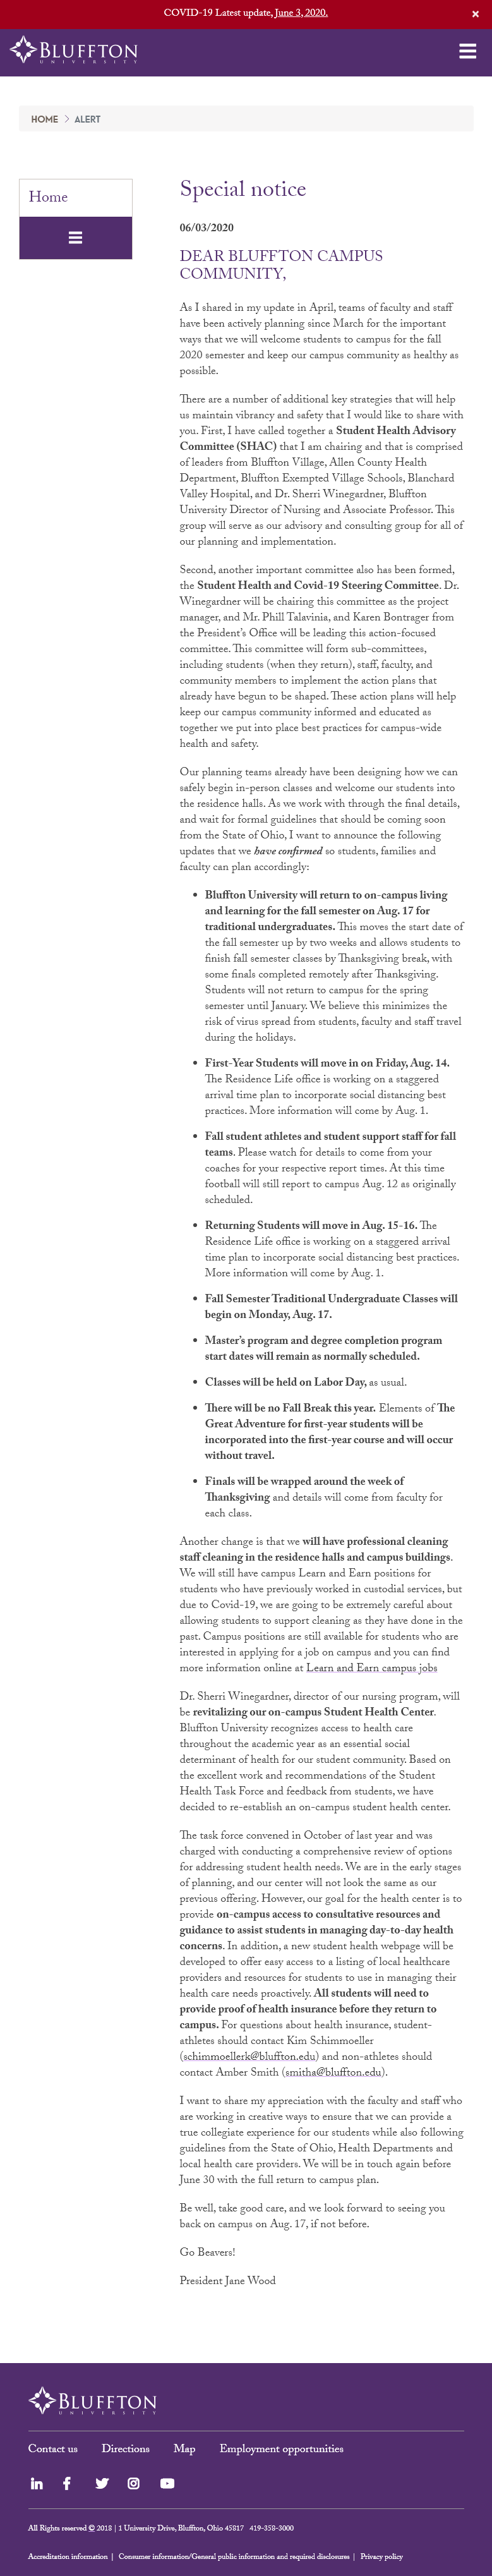 COVID-19 Latest update, June 3, 2020.
×
BLUFFTON
UNIVERSITY
HOME > ALERT
Home
Special notice
06/03/2020
DEAR BLUFFTON CAMPUS
COMMUNITY,
As I shared in my update in April, teams of faculty and staff
have been actively planning since March for the important
ways that we will welcome students to campus for the fall
2020 semester and keep our campus community as healthy as
possible.
There are a number of additional key strategies that will help
us maintain vibrancy and safety that I would like to share with
you. First, I have called together a Student Health Advisory
Committee (SHAC) that I am chairing and that is comprised
of leaders from Bluffton Village, Allen County Health
Department, Bluffton Exempted Village Schools, Blanchard
Valley Hospital, and Dr. Sherri Winegardner, Bluffton
University Director of Nursing and Associate Professor. This
group will serve as our advisory and consulting group for all of
our planning and implementation.
Second, another important committee also has been formed,
the Student Health and Covid-19 Steering Committee. Dr.
Winegardner will be chairing this committee as the project
manager, and Mr. Phill Talavinia, and Karen Bontrager from
the President's Office will be leading this action-focused
committee. This committee will form sub-committees,
including students (when they return), staff, faculty, and
community members to implement the action plans that
already have begun to be shaped. These action plans will help
keep our campus community informed and educated as
together we put into place best practices for campus-wide
health and safety.
Our planning teams already have been designing how we can
safely begin in-person classes and welcome our students into
the residence halls. As we work with through the final details,
and wait for formal guidelines that should be coming soon
from the State of Ohio, I want to announce the following
updates that we have confirmed so students, families and
faculty can plan accordingly:
• Bluffton University will return to on-campus living
and learning for the fall semester on Aug. 17 for
traditional undergraduates. This moves the start date of
the fall semester up by two weeks and allows students to
finish fall semester classes by Thanksgiving break, with
some finals completed remotely after Thanksgiving.
Students will not return to campus for the spring
semester until January. We believe this minimizes the
risk of virus spread from students, faculty and staff travel
during the holidays.
• First-Year Students will move in on Friday, Aug. 14.
The Residence Life office is working on a staggered
arrival time plan to incorporate social distancing best
practices. More information will come by Aug. 1.
• Fall student athletes and student support staff for fall
teams. Please watch for details to come from your
coaches for your respective report times. At this time
football will still report to campus Aug. 12 as originally
scheduled.
• Returning Students will move in Aug. 15-16. The
Residence Life office is working on a staggered arrival
time plan to incorporate social distancing best practices.
More information will come by Aug. 1.
• Fall Semester Traditional Undergraduate Classes will
begin on Monday, Aug. 17.
• Master's program and degree completion program
start dates will remain as normally scheduled.
• Classes will be held on Labor Day, as usual.
• There will be no Fall Break this year. Elements of The
Great Adventure for first-year students will be
incorporated into the first-year course and will occur
without travel.
• Finals will be wrapped around the week of
Thanksgiving and details will come from faculty for
each class.
Another change is that we will have professional cleaning
staff cleaning in the residence halls and campus buildings.
We will still have campus Learn and Earn positions for
students who have previously worked in custodial services, but
due to Covid-19, we are going to be extremely careful about
allowing students to support cleaning as they have done in the
past. Campus positions are still available for students who are
interested in applying for a job on campus and you can find
more information online at Learn and Earn campus jobs
Dr. Sherri Winegardner, director of our nursing program, will
be revitalizing our on-campus Student Health Center.
Bluffton University recognizes access to health care
throughout the academic year as an essential social
determinant of health for our student community. Based on
the excellent work and recommendations of the Student
Health Task Force and feedback from students, we have
decided to re-establish an on-campus student health center.
The task force convened in October of last year and was
charged with conducting a comprehensive review of options
for addressing student health needs. We are in the early stages
of planning, and our center will not look the same as our
previous offering. However, our goal for the health center is to
provide on-campus access to consultative resources and
guidance to assist students in managing day-to-day health
concerns. In addition, a new student health webpage will be
developed to offer easy access to a listing of local healthcare
providers and resources for students to use in managing their
health care needs proactively. All students will need to
provide proof of health insurance before they return to
campus. For questions about health insurance, student-
athletes should contact Kim Schimmoeller
(schimmoellerk@bluffton.edu) and non-athletes should
contact Amber Smith (smitha@bluffton.edu).
I want to share my appreciation with the faculty and staff who
are working in creative ways to ensure that we can provide a
true collegiate experience for our students while also following
guidelines from the State of Ohio, Health Departments and
local health care providers. We will be in touch again before
June 30 with the full return to campus plan.
Be well, take good care, and we look forward to seeing you
back on campus on Aug. 17, if not before.
Go Beavers!
President Jane Wood
BLUFFTON
UNIVERSITY
Contact us Directions Map Employment opportunities
All Rights reserved © 2018 | 1 University Drive, Bluffton, Ohio 45817 419-358-3000
Accreditation information | Consumer information/General public information and required disclosures | Privacy policy